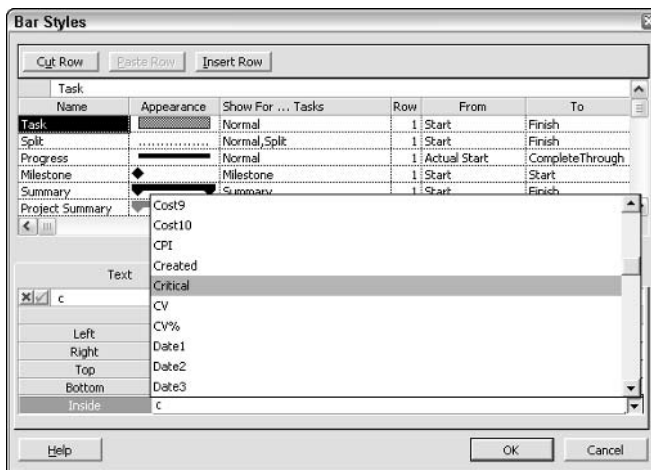 Bar Styles
Cut Row Paste Row Insert Row
Task
Name Appearance Show For ... Tasks Row From To
Task Normal 1 Start Finish
Split Normal,Split 1 Start Finish
Progress Normal 1 Actual Start CompleteThrough
Milestone Milestone 1 Start Start
Summary Summary 1 Start Finish
Project Summary
Cost9
Cost10
CPI
Created
Text
Critical
c
CV
CV%
Left
Date1
Right
Date2
Top
Date3
Bottom
Inside c
Help OK Cancel